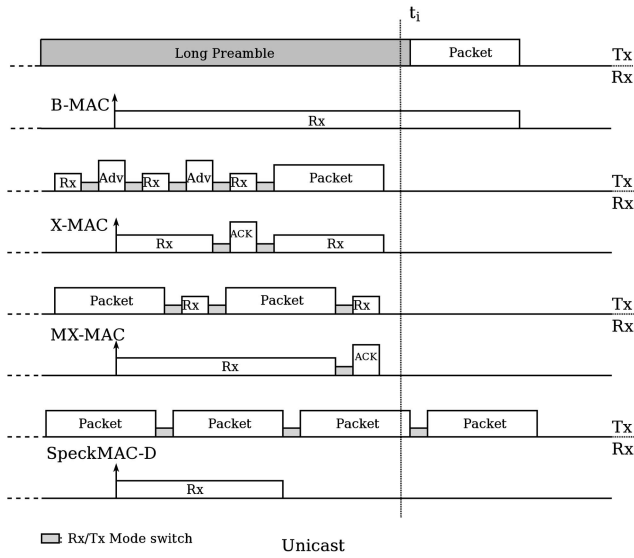 t_i
Long Preamble Packet Tx
Rx
B-MAC
Rx
Rx Adv Rx Adv Rx Packet Tx
Rx
X-MAC
Rx ACK Rx
Packet Rx Packet Rx Tx
Rx
MX-MAC
Rx ACK
Packet Packet Packet Packet Tx
Rx
SpeckMAC-D
Rx
: Rx/Tx Mode switch
Unicast